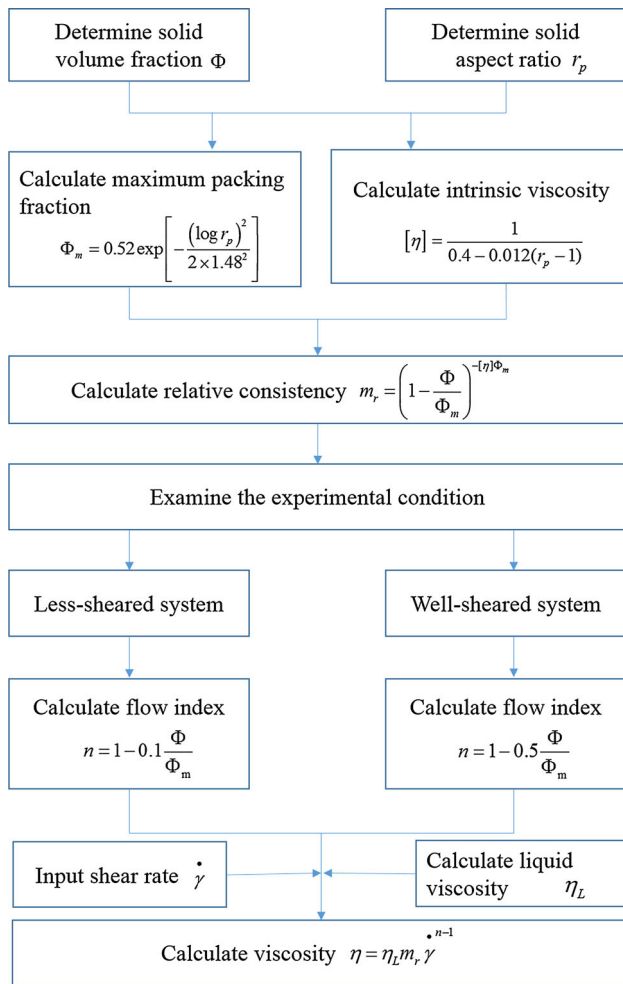 Determine solid
volume fraction Φ
Determine solid
aspect ratio r_p
Calculate maximum packing
fraction
Φ_m = 0.52 exp[−(log r_p)²/(2×1.48²)]
Calculate intrinsic viscosity
[η] = 1/(0.4−0.012(r_p−1))
Calculate relative consistency m_r = (1−Φ/Φ_m)^(−[η]Φ_m)
Examine the experimental condition
Less-sheared system
Well-sheared system
Calculate flow index
n = 1−0.1 Φ/Φ_m
Calculate flow index
n = 1−0.5 Φ/Φ_m
Input shear rate γ̇
Calculate liquid
viscosity η_L
Calculate viscosity η = η_L m_r γ̇^(n−1)